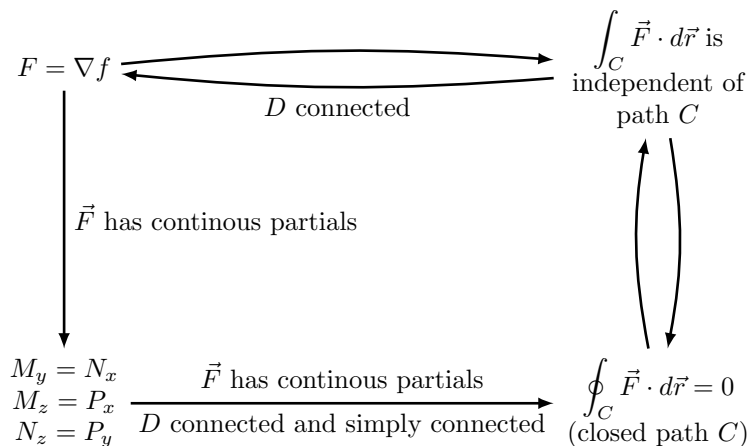 F = ∇f
∫_C F⃗ · dr⃗ is
independent of
path C
D connected
F⃗ has continous partials
M_y = N_x
M_z = P_x
N_z = P_y
F⃗ has continous partials
D connected and simply connected
∮_C F⃗ · dr⃗ = 0
(closed path C)